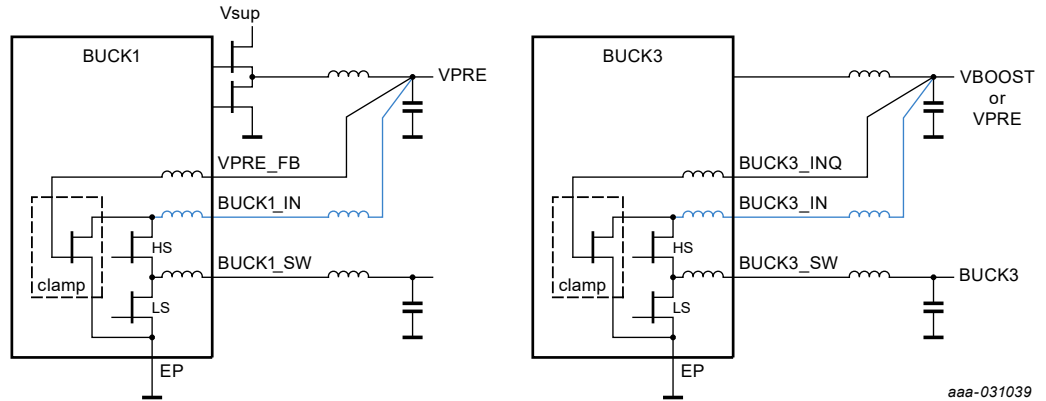 Vsup
BUCK1
VPRE
VPRE_FB
BUCK1_IN
HS
BUCK1_SW
clamp
LS
EP
BUCK3
VBOOST
or
VPRE
BUCK3_INQ
BUCK3_IN
HS
BUCK3_SW
BUCK3
clamp
LS
EP
aaa-031039